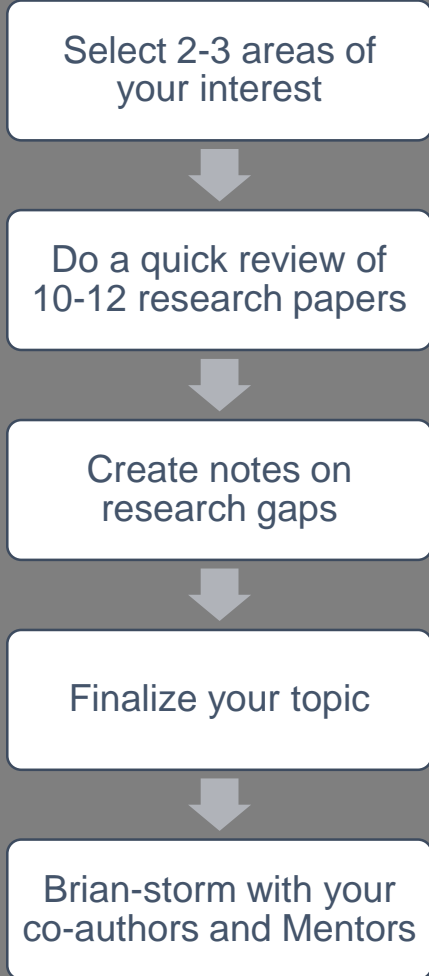 Select 2-3 areas of
your interest
Do a quick review of
10-12 research papers
Create notes on
research gaps
Finalize your topic
Brian-storm with your
co-authors and Mentors